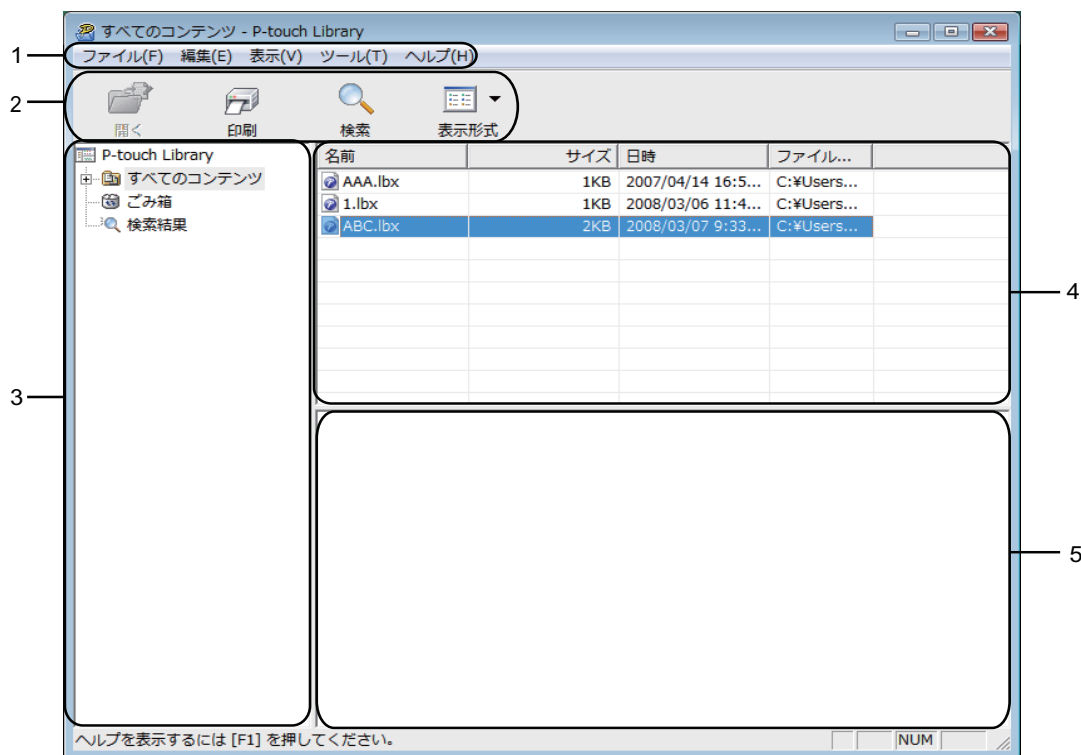 すべてのコンテンツ - P-touch Library
1
ファイル(F) 編集(E) 表示(V) ツール(T) ヘルプ(H)
2
開く 印刷 検索 表示形式
P-touch Library
すべてのコンテンツ
ごみ箱
検索結果
3
名前 サイズ 日時 ファイル...
AAA.lbx 1KB 2007/04/14 16:5... C:¥Users...
1.lbx 1KB 2008/03/06 11:4... C:¥Users...
ABC.lbx 2KB 2008/03/07 9:33... C:¥Users...
4
5
ヘルプを表示するには [F1] を押してください。 NUM